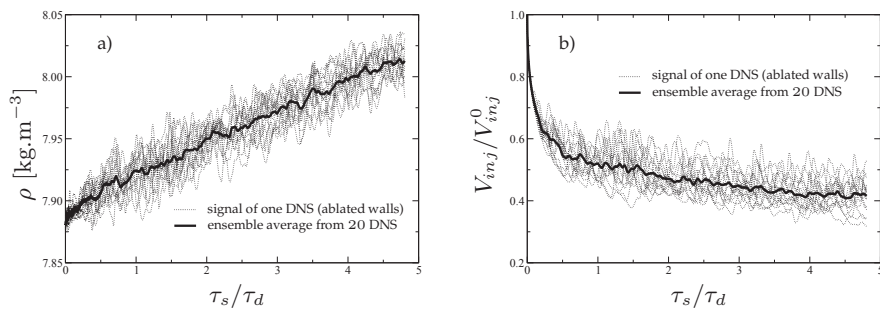 a)
8.05
8.00
7.95
7.90
7.85
ρ [kg.m⁻³]
signal of one DNS (ablated walls)
ensemble average from 20 DNS
0 1 2 3 4 5
τs/τd
b)
1.0
0.8
0.6
0.4
0.2
Vinj/V⁰inj
signal of one DNS (ablated walls)
ensemble average from 20 DNS
0 1 2 3 4 5
τs/τd